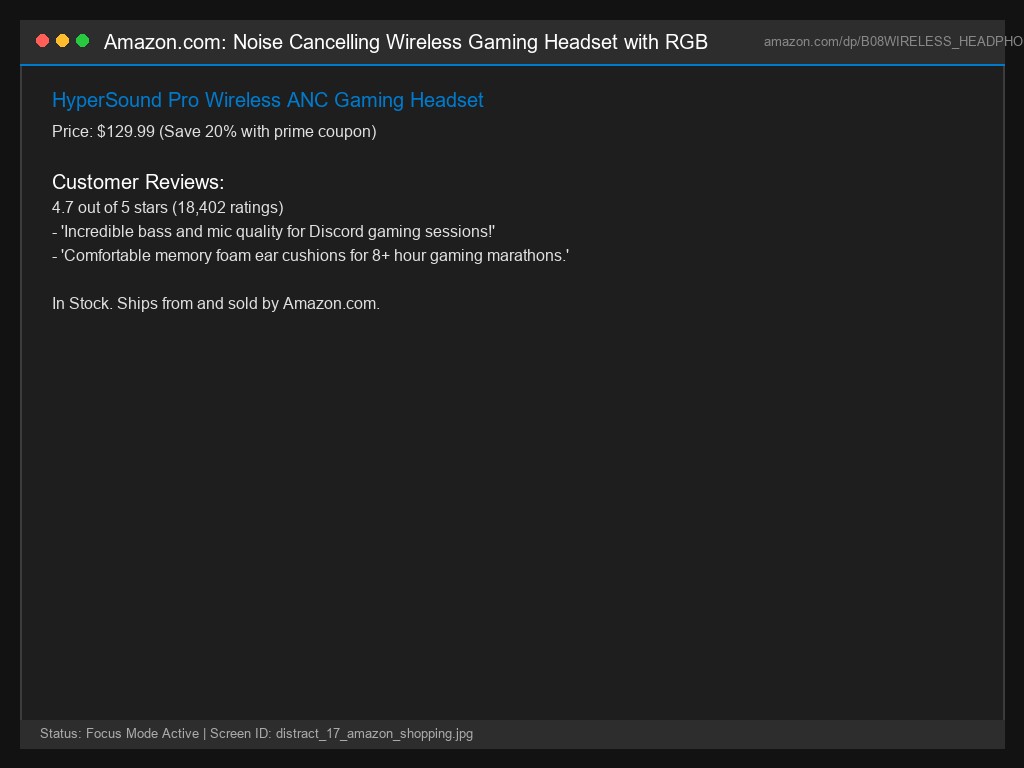 Amazon.com: Noise Cancelling Wireless Gaming Headset with RGB
amazon.com/dp/B08WIRELESS_HEADPHO
HyperSound Pro Wireless ANC Gaming Headset
Price: $129.99 (Save 20% with prime coupon)
Customer Reviews:
4.7 out of 5 stars (18,402 ratings)
- 'Incredible bass and mic quality for Discord gaming sessions!'
- 'Comfortable memory foam ear cushions for 8+ hour gaming marathons.'
In Stock. Ships from and sold by Amazon.com.
Status: Focus Mode Active | Screen ID: distract_17_amazon_shopping.jpg